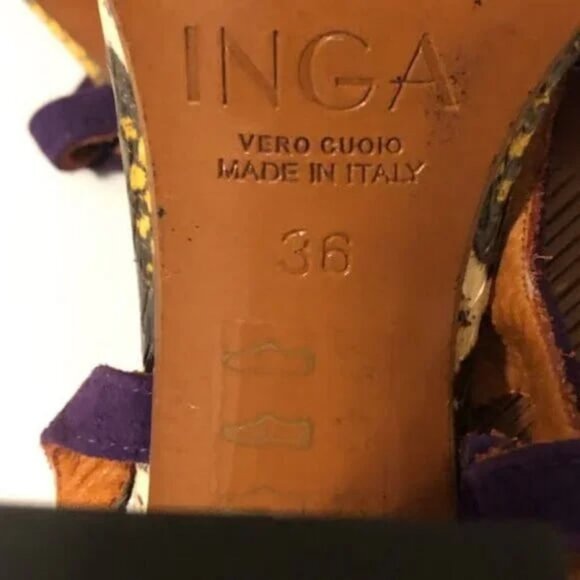 INGA
VERO CUOIO
MADE IN ITALY
36